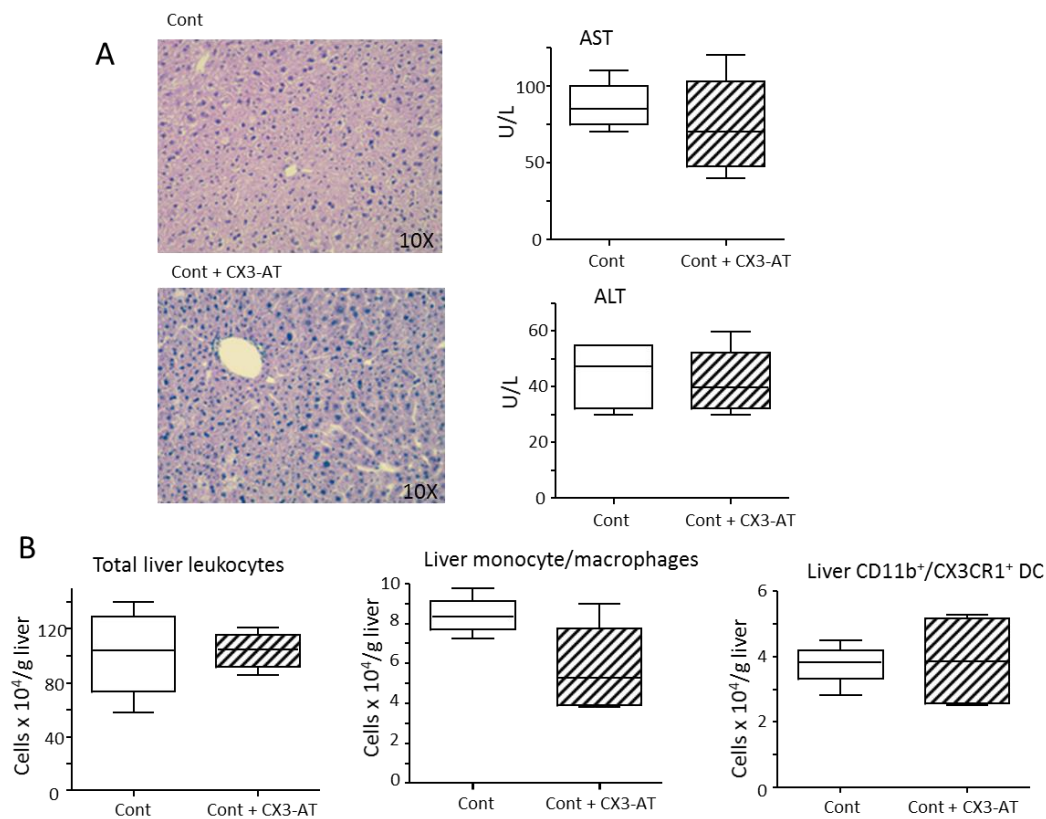 A
Cont
10X
Cont + CX3-AT
10X
AST
U/L
100
50
0
Cont
Cont + CX3-AT
ALT
U/L
60
40
20
0
Cont
Cont + CX3-AT
B
Total liver leukocytes
Cells x 10⁴/g liver
120
80
40
0
Cont
Cont + CX3-AT
Liver monocyte/macrophages
Cells x 10⁴/g liver
10
8
6
4
2
0
Cont
Cont + CX3-AT
Liver CD11b⁺/CX3CR1⁺ DC
Cells x 10⁴/g liver
6
4
2
0
Cont
Cont + CX3-AT